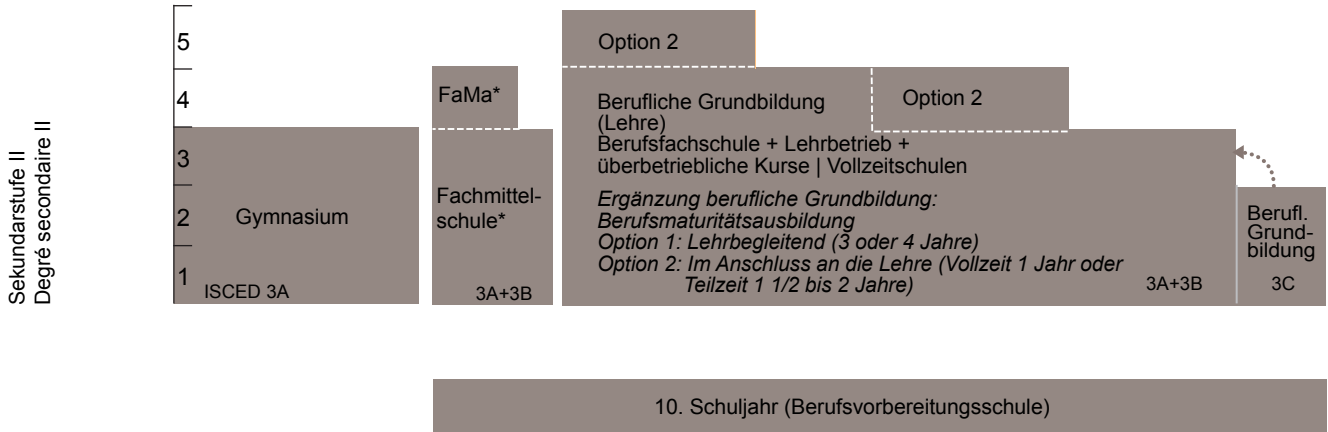 Sekundarstufe II
Degré secondaire II
5
4
3
2
1
Gymnasium
ISCED 3A
FaMa*
Fachmittel-
schule*
3A+3B
Option 2
Option 2
Berufliche Grundbildung
(Lehre)
Berufsfachschule + Lehrbetrieb +
überbetriebliche Kurse | Vollzeitschulen
Ergänzung berufliche Grundbildung:
Berufsmaturitätsausbildung
Option 1: Lehrbegleitend (3 oder 4 Jahre)
Option 2: Im Anschluss an die Lehre (Vollzeit 1 Jahr oder
Teilzeit 1 1/2 bis 2 Jahre)
3A+3B
Berufl.
Grund-
bildung
3C
10. Schuljahr (Berufsvorbereitungsschule)